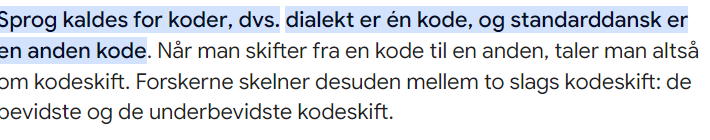 Sprog kaldes for koder, dvs. dialekt er én kode, og standarddansk er
en anden kode. Når man skifter fra en kode til en anden, taler man altså
om kodeskift. Forskerne skelner desuden mellem to slags kodeskift: de
bevidste og de underbevidste kodeskift.